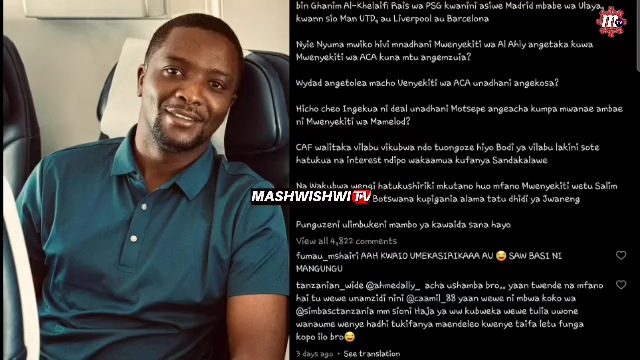 bin Ghanim Al-Khelaifi Rais wa PSG kwanini asiwe Madrid mbabe wa Ulaya
kwann sio Man UTD, au Liverpool au Barcelona
Nyie Nyuma mwiko hivi mnadhani Mwenyekiti wa Al Ahly angetaka kuwa
Mwenyekiti wa ACA kuna mtu angemzuia?
Wydad angetolea macho Uenyekiti wa ACA unadhani angekosa?
Hicho cheo Ingekua ni deal unadhani Motsepe angeacha kumpa mwanae ambae
ni Mwenyekiti wa Mamelod?
CAF walitaka vilabu vikubwa ndo tuongoze hiyo Bodi ya vilabu lakini sote
hatukua na interest ndipo wakaamua kufanya Sandakalawe
Na Wakubwa wengi hatukushiriki mkutano huo mfano Mwenyekiti wetu Salim
Botswana kupigania alama tatu dhidi ya Jwaneng
MASHWISHWI TV
Punguzeni ulimbukeni mambo ya kawaida sana hayo
View all 4,822 comments
fumau_mshairi AAH KWAIO UMEKASIRIKAAA AU 😂 SAW BASI NI
MANGUNGU
tanzanian_wide @ahmedally_ acha ushamba bro.. yaan twende na mfano
hai tu wewe unamzidi nini @caamil_88 yaan wewe ni mbwa koko wa
@simbasctanzania mm sioni Haja ya ww kubweka wewe tulia uwone
wanaume wenye hadhi tukifanya maendeleo kwenye taifa letu funga
kopo ilo bro😂
3 days ago • See translation